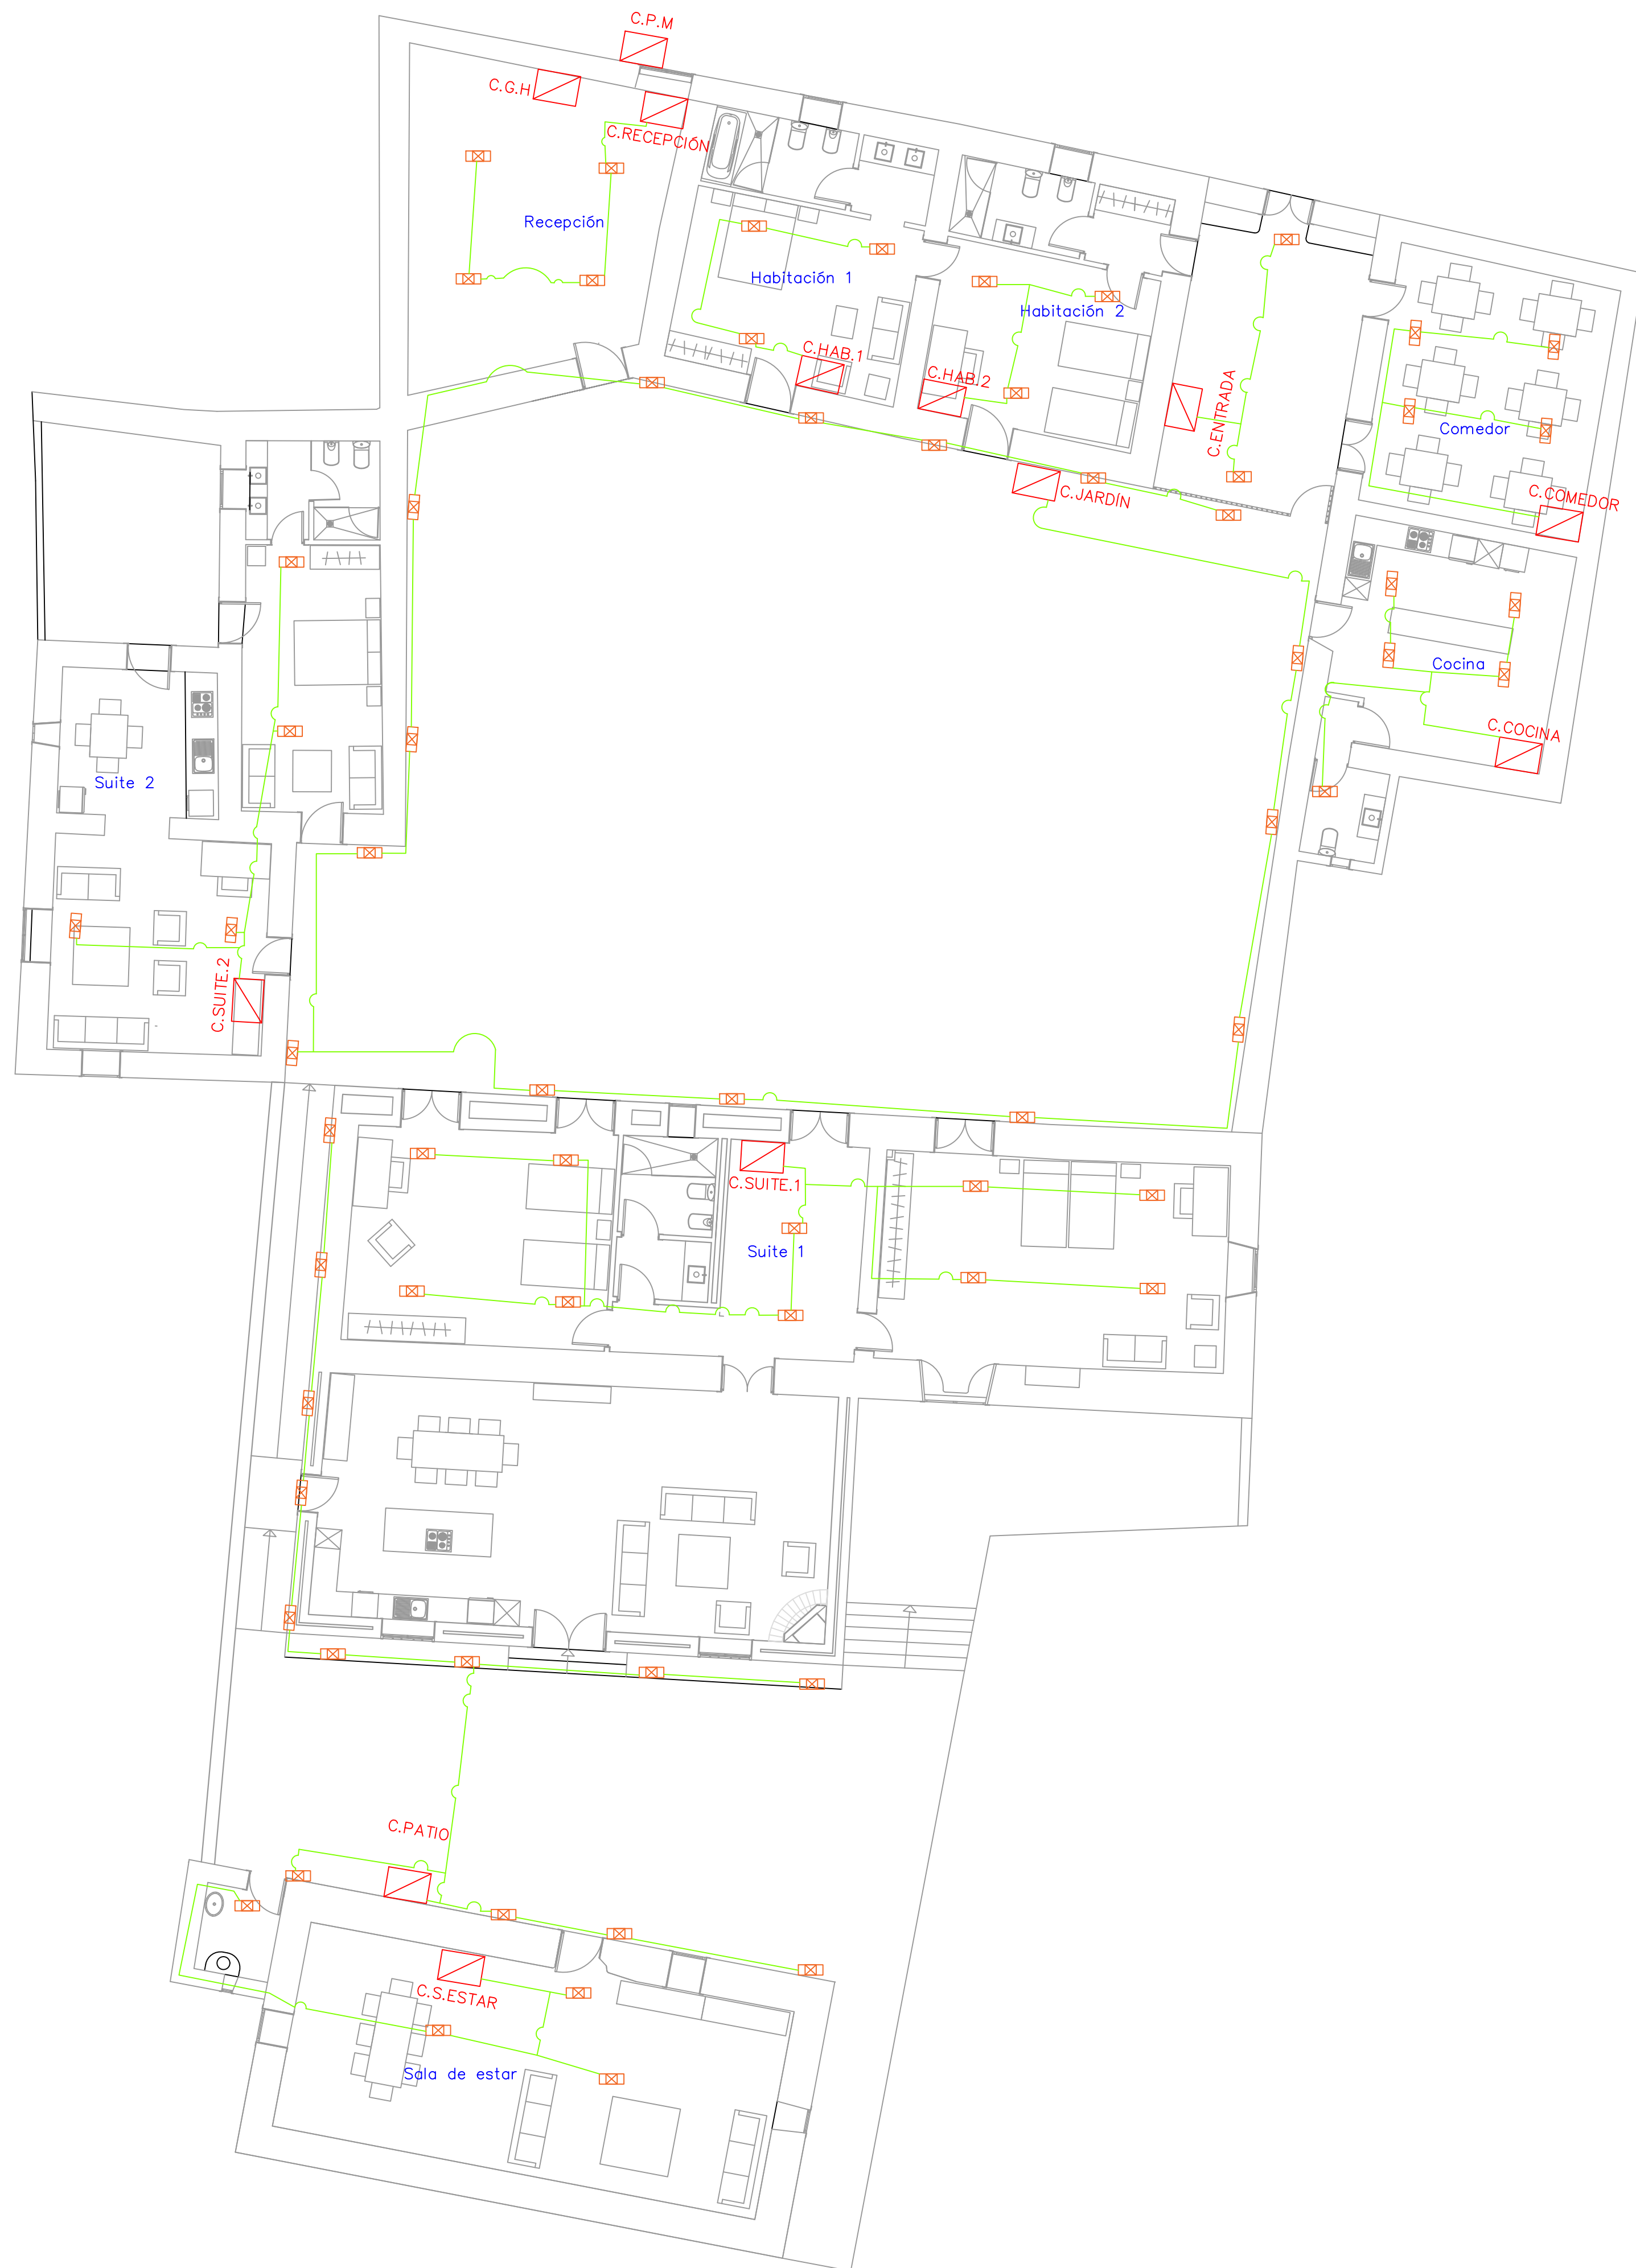 C.P.M
C.G.H
C.RECEPCIÓN
Recepción
Habitación 1
Habitación 2
C.HAB.1
C.HAB.2
C.ENTRADA
Comedor
C.JARDÍN
C.COMEDOR
Cocina
C.COCINA
Suite 2
C.SUITE.2
C.SUITE.1
Suite 1
C.PATIO
C.S.ESTAR
Sala de estar